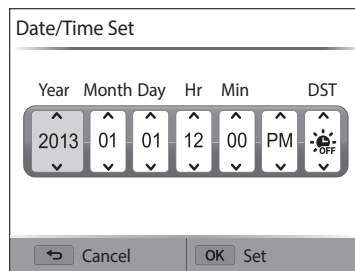 Date/Time Set
Year Month Day Hr Min DST
2013 01 01 12 00 PM OFF
Cancel OK Set